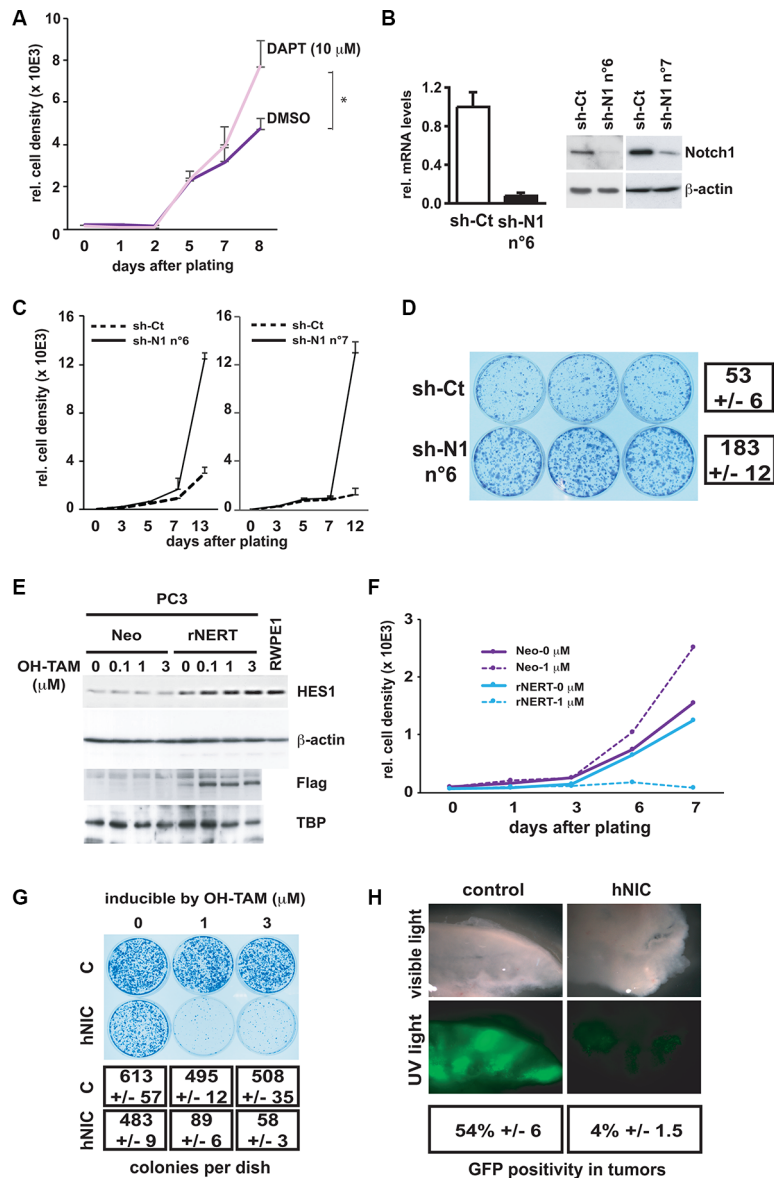 A
rel. cell density (x 10E3)
10
8
6
4
2
0
DAPT (10 μM)
*
DMSO
0 1 2 5 7 8
days after plating
B
rel. mRNA levels
1.2
0.8
0.4
0.0
sh-Ct sh-N1
n°6
sh-Ct
sh-N1 n°6
sh-Ct
sh-N1 n°7
Notch1
β-actin
C
rel. cell density (x 10E3)
sh-Ct
sh-N1 n°6
16
12
8
4
0
0 3 5 7 13
sh-Ct
sh-N1 n°7
16
12
8
4
0
0 3 5 7 12
days after plating
D
sh-Ct
53
+/- 6
sh-N1
n°6
183
+/- 12
E
PC3
Neo rNERT
RWPE1
OH-TAM
(μM)
0 0.1 1 3 0 0.1 1 3
HES1
β-actin
Flag
TBP
F
rel. cell density (x 10E3)
3
2
1
0
Neo-0 μM
Neo-1 μM
rNERT-0 μM
rNERT-1 μM
0 1 3 6 7
days after plating
G
inducible by OH-TAM (μM)
0 1 3
C
hNIC
C
613 +/- 57
495 +/- 12
508 +/- 35
hNIC
483 +/- 9
89 +/- 6
58 +/- 3
colonies per dish
H
control hNIC
visible light
UV light
54% +/- 6
4% +/- 1.5
GFP positivity in tumors